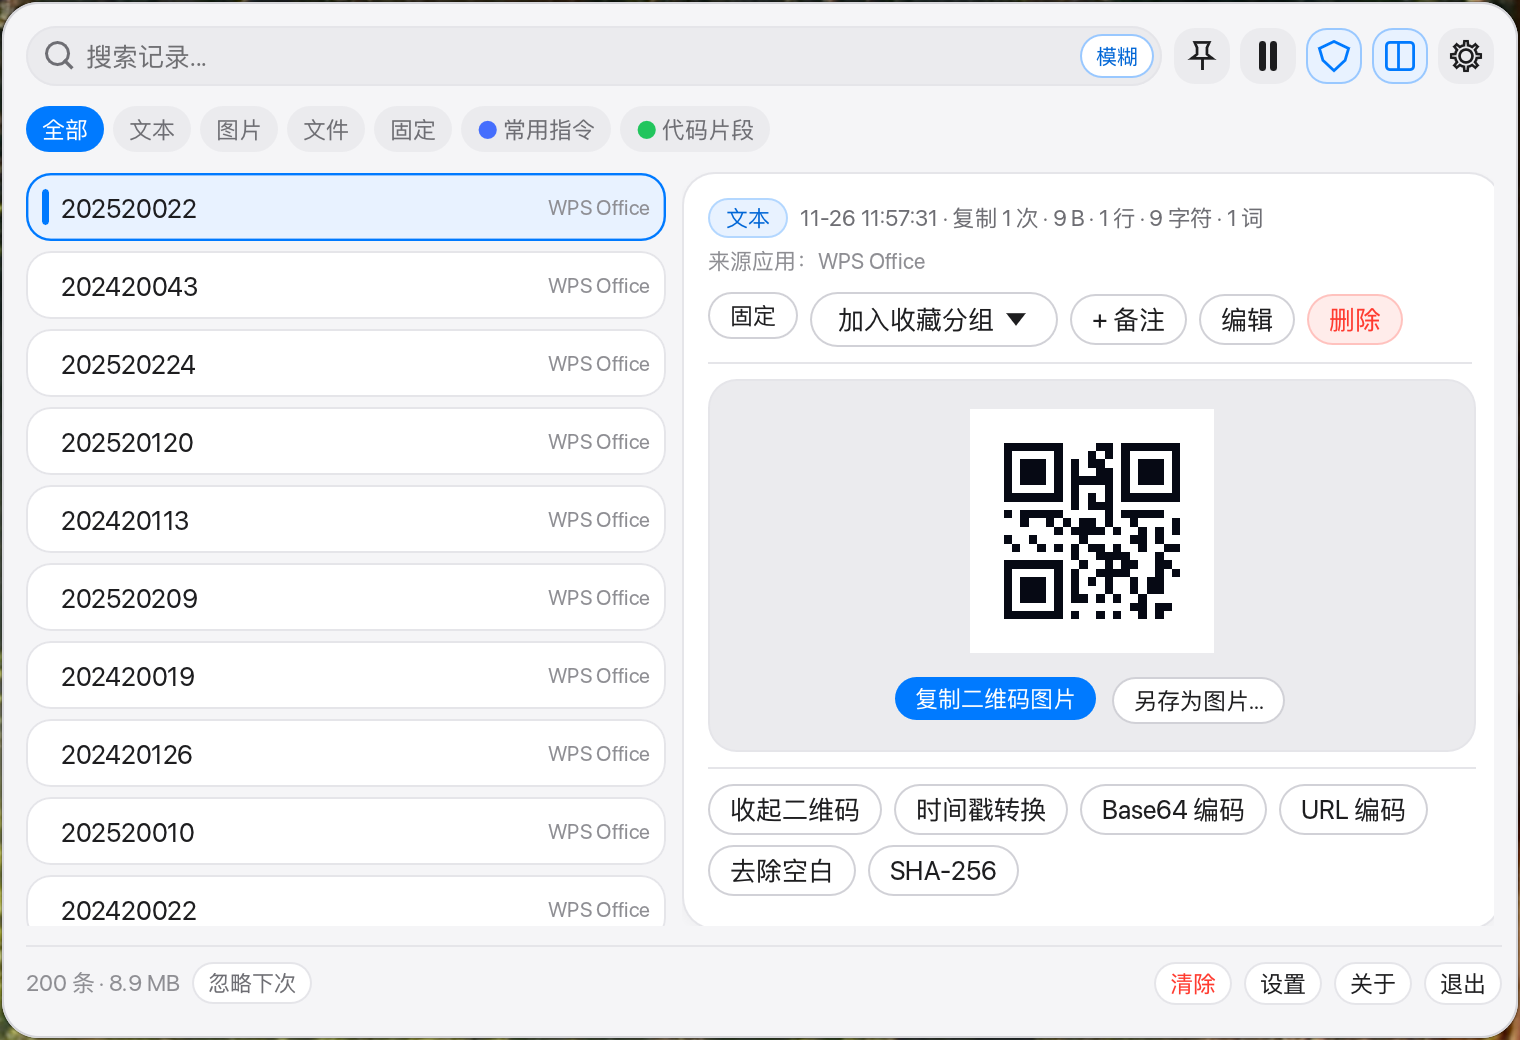 搜索记录... 模糊
全部 文本 图片 文件 固定 常用指令 代码片段
202520022 WPS Office
202420043 WPS Office
202520224 WPS Office
202520120 WPS Office
202420113 WPS Office
202520209 WPS Office
202420019 WPS Office
202420126 WPS Office
202520010 WPS Office
202420022 WPS Office
文本 11-26 11:57:31 · 复制 1 次 · 9 B · 1 行 · 9 字符 · 1 词
来源应用： WPS Office
固定 加入收藏分组 ▼ + 备注 编辑 删除
复制二维码图片 另存为图片...
收起二维码 时间戳转换 Base64 编码 URL 编码
去除空白 SHA-256
200 条 · 8.9 MB 忽略下次 清除 设置 关于 退出